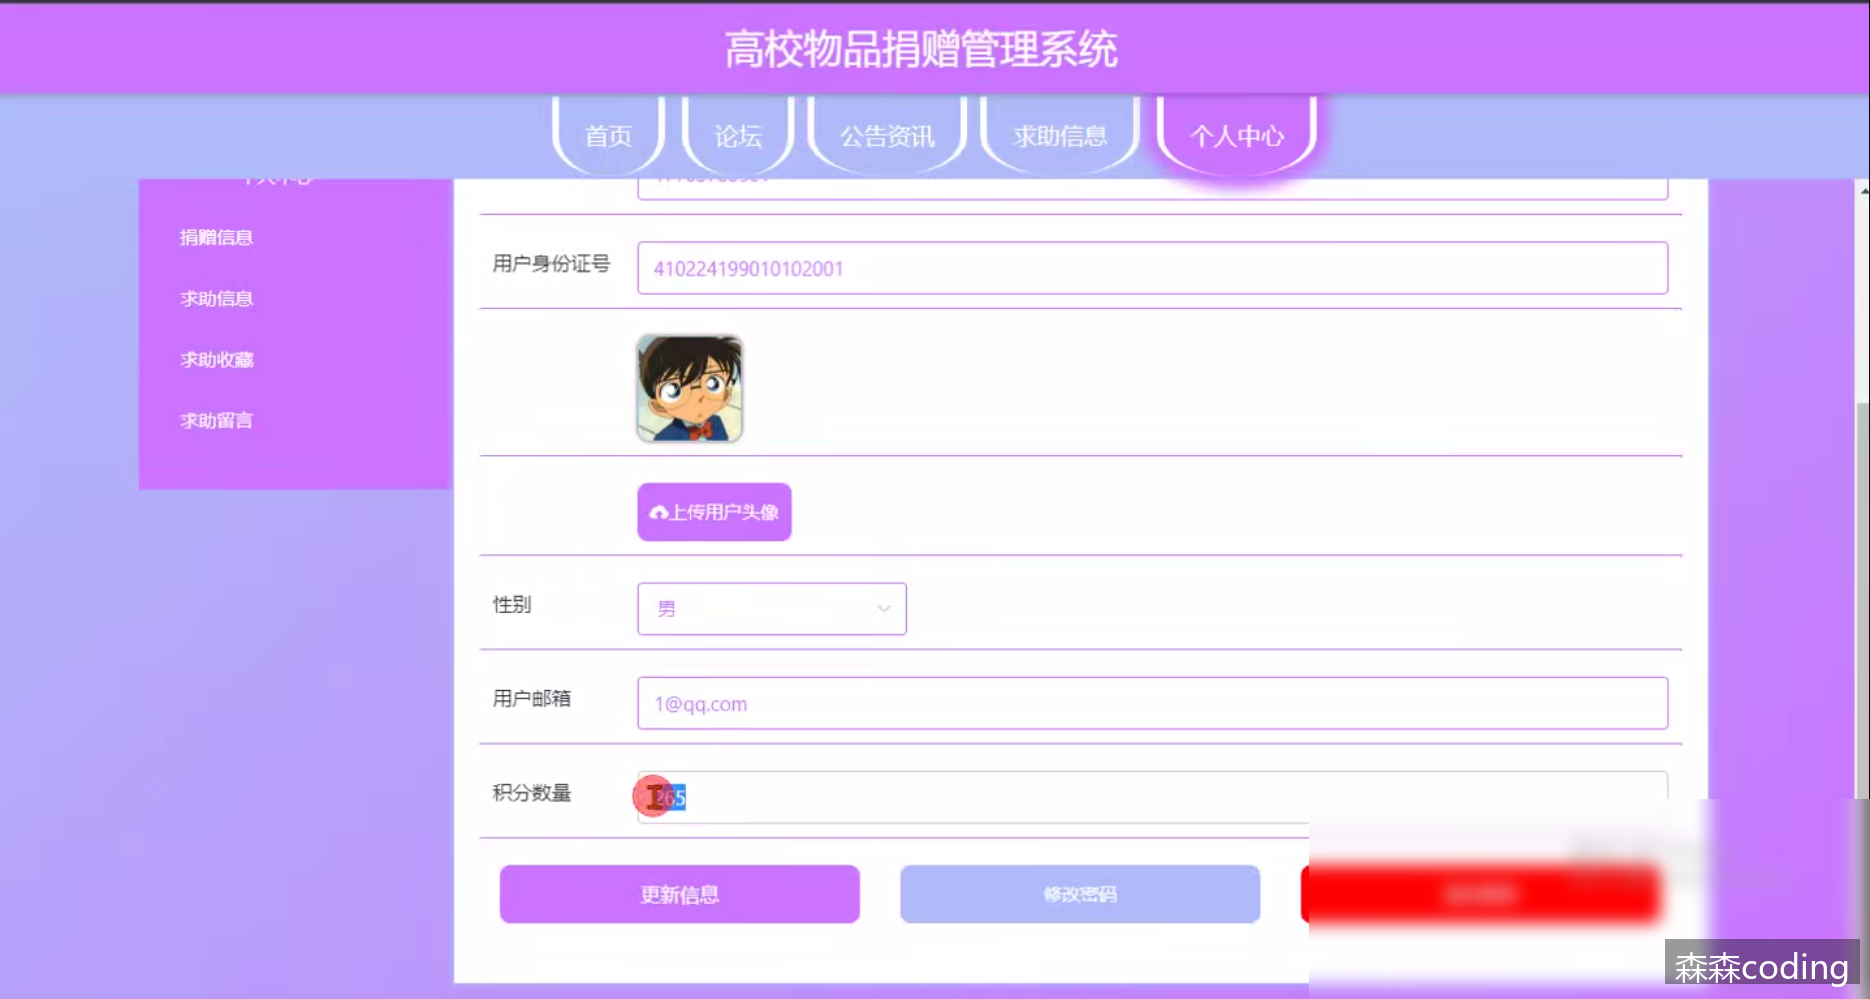 高校物品捐赠管理系统
首页
论坛
公告资讯
求助信息
个人中心
个人中心
捐赠信息
求助信息
求助收藏
求助留言
用户身份证号
410224199010102001
上传用户头像
性别
男
用户邮箱
1@qq.com
积分数量
265
更新信息
修改密码
森森coding